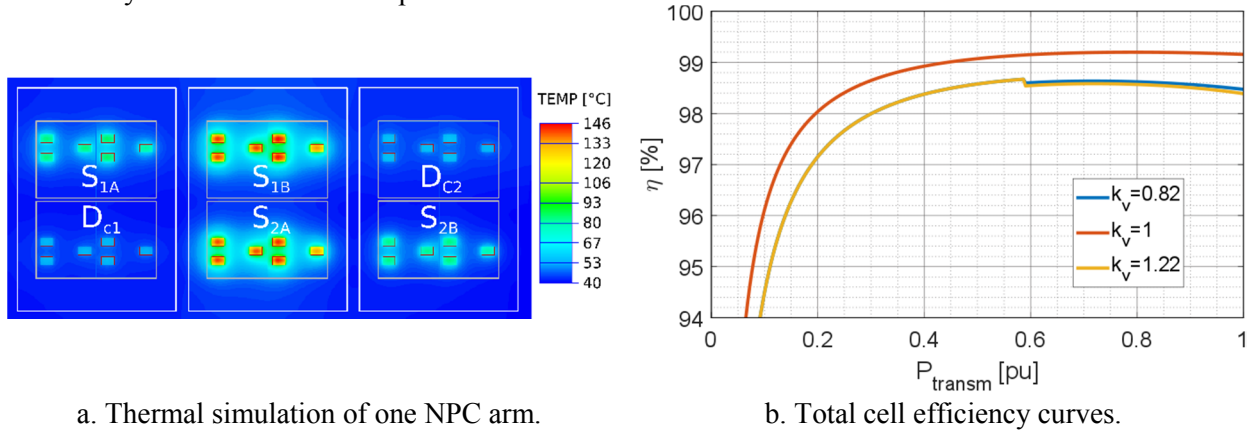 TEMP [°C]
146
133
120
106
93
80
67
53
40
S1A
S1B
DC2
Dc1
S2A
S2B
100
99
98
97
96
95
94
η [%]
0
0.2
0.4
0.6
0.8
1
Ptransm [pu]
kv=0.82
kv=1
kv=1.22
a. Thermal simulation of one NPC arm.
b. Total cell efficiency curves.